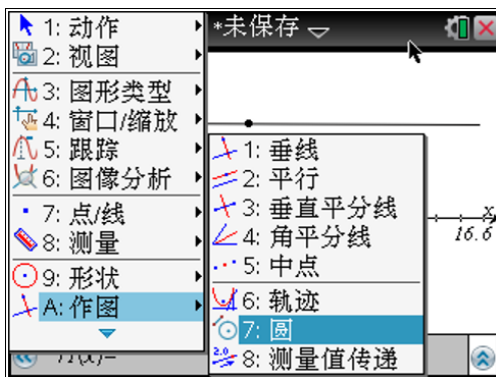 1: 动作
*未保存
2: 视图
3: 图形类型
4: 窗口/缩放
5: 跟踪
6: 图像分析
7: 点/线
8: 测量
9: 形状
A: 作图
1: 垂线
2: 平行
3: 垂直平分线
4: 角平分线
5: 中点
6: 轨迹
7: 圆
8: 测量值传递
2.0
x
16.6